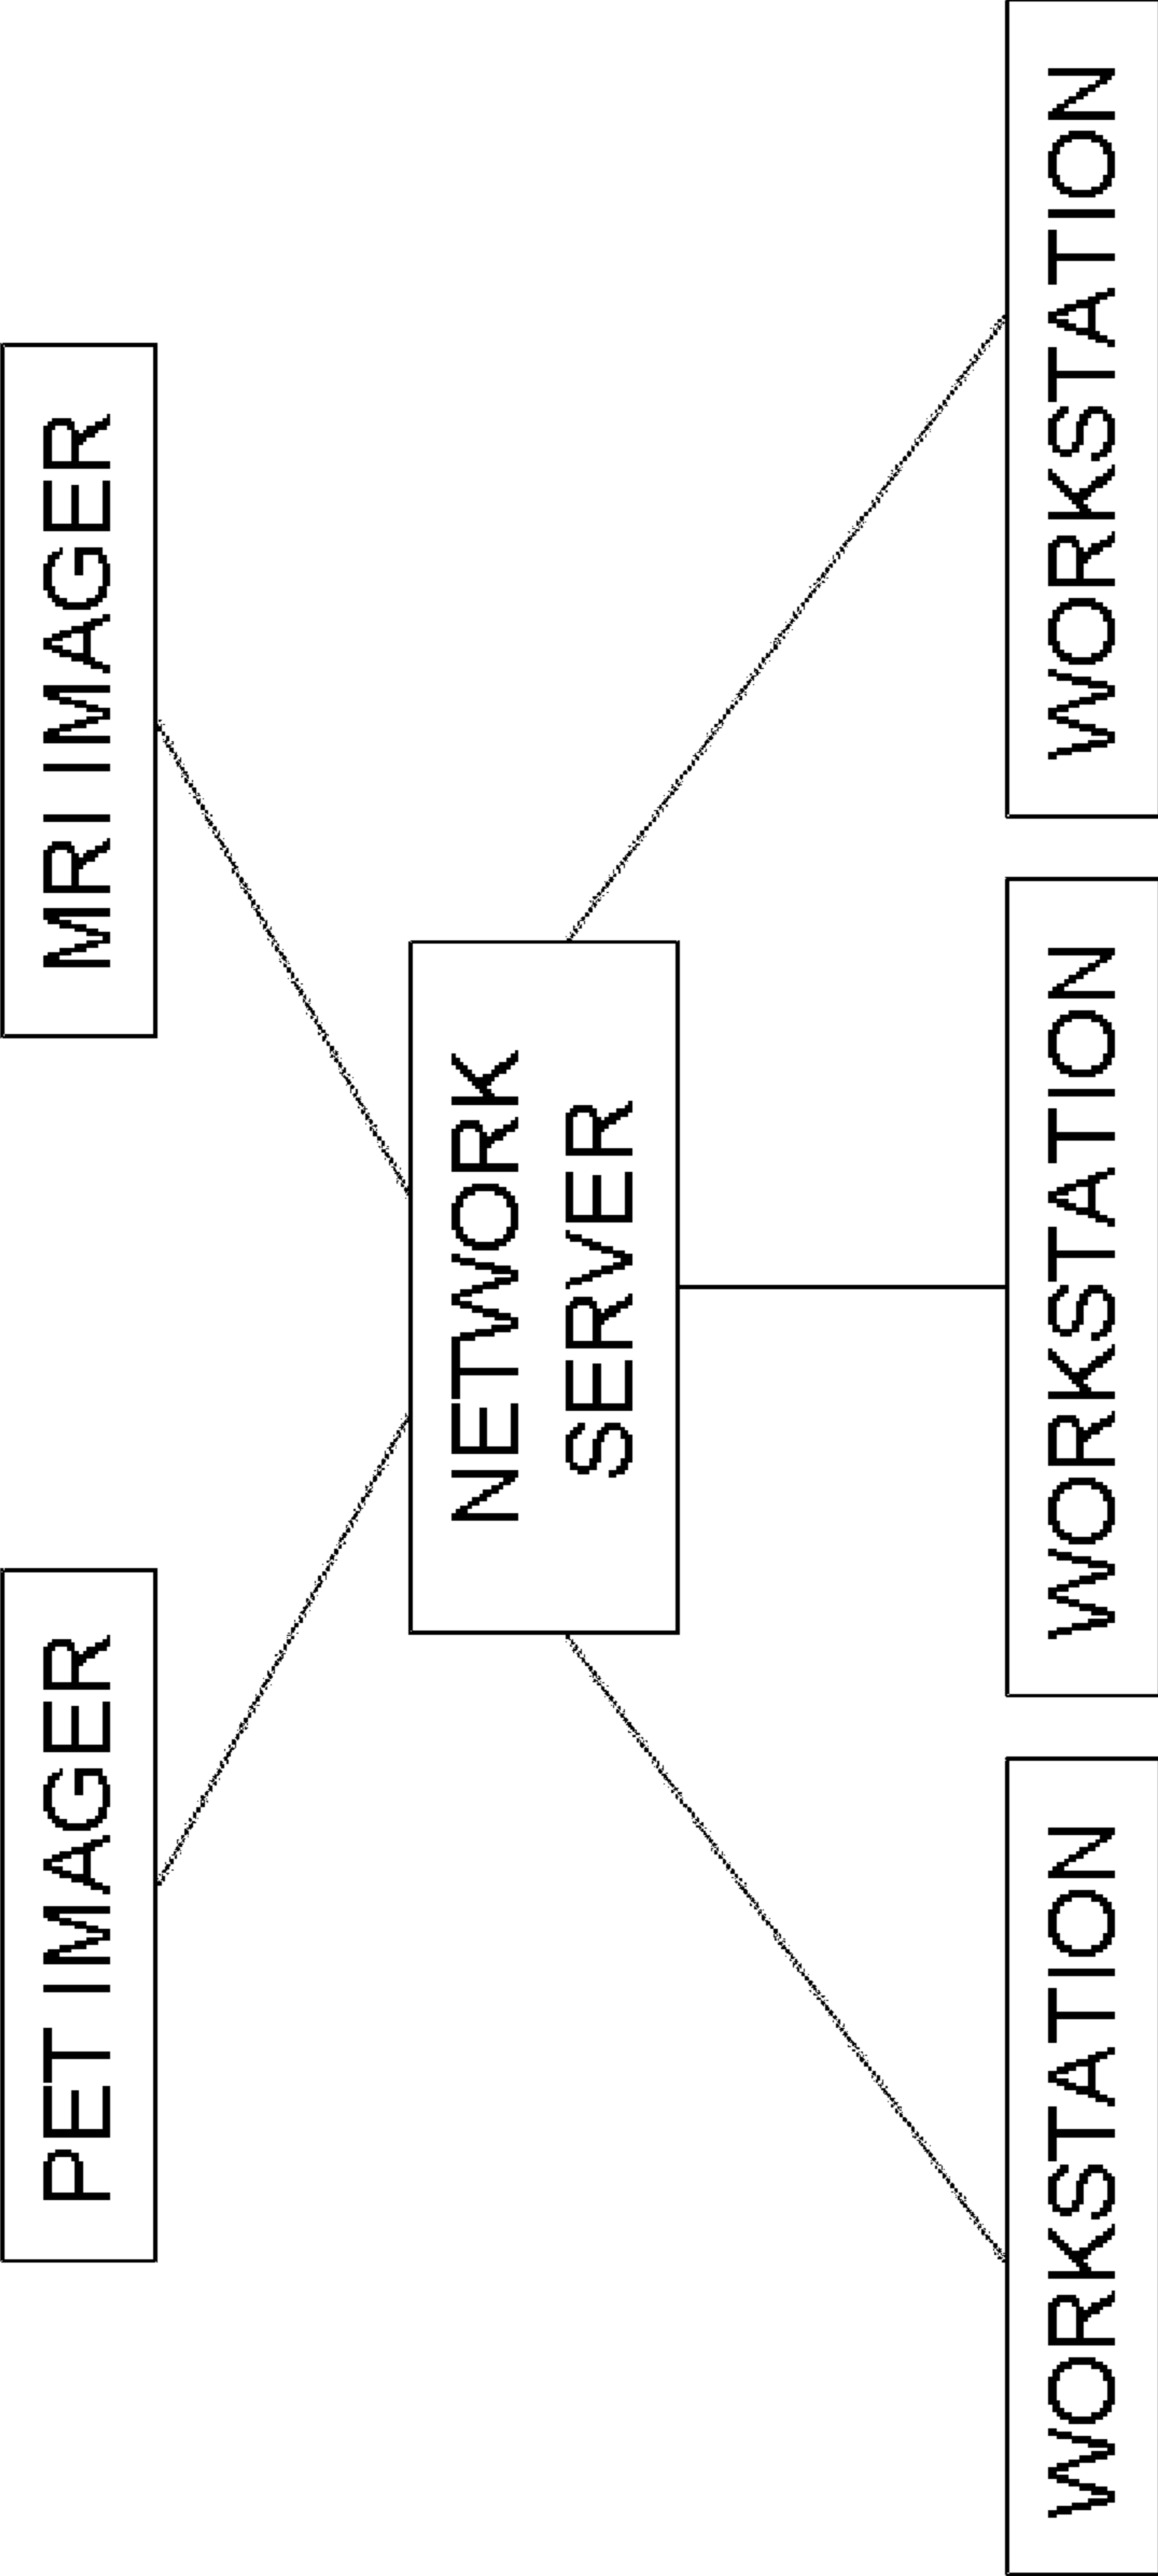 PET IMAGER
MRI IMAGER
NETWORK
SERVER
WORKSTATION
WORKSTATION
WORKSTATION